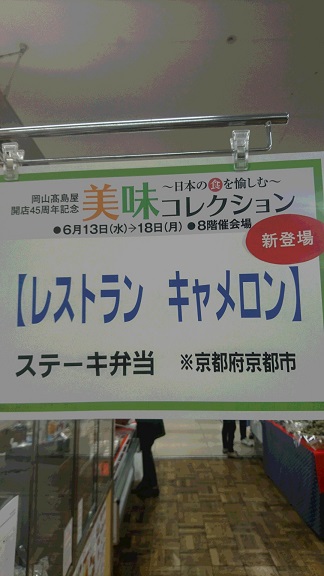 岡山髙島屋
開店45周年記念
～日本の食を愉しむ～
美味コレクション
●6月13日(水)→18日(月) ●8階催会場
新登場
【レストラン キャメロン】
ステーキ弁当 ※京都府京都市